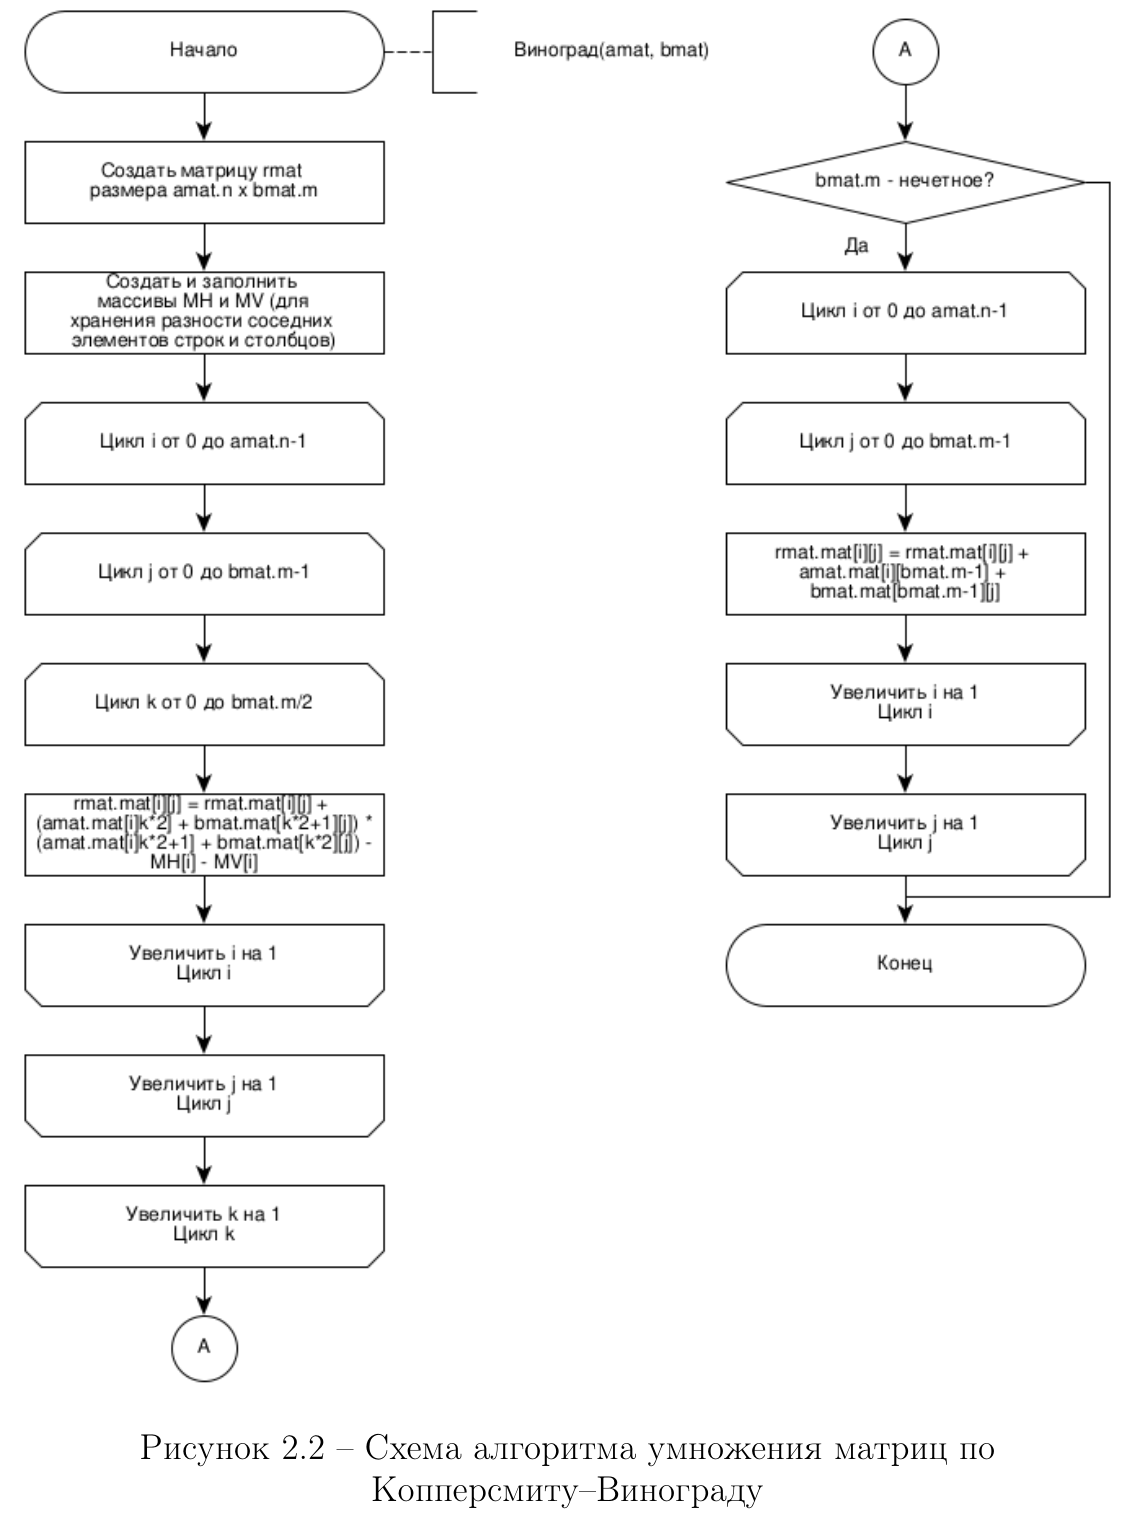 Начало
Виноград(amat, bmat)
Создать матрицу rmat
размера amat.n x bmat.m
Создать и заполнить
массивы MH и MV (для
хранения разности соседних
элементов строк и столбцов)
Цикл i от 0 до amat.n-1
Цикл j от 0 до bmat.m-1
Цикл k от 0 до bmat.m/2
rmat.mat[i][j] = rmat.mat[i][j] +
(amat.mat[i]k*2] + bmat.mat[k*2+1][j]) *
(amat.mat[i]k*2+1] + bmat.mat[k*2][j]) -
MH[i] - MV[i]
Увеличить i на 1
Цикл i
Увеличить j на 1
Цикл j
Увеличить k на 1
Цикл k
A
A
bmat.m - нечетное?
Да
Цикл i от 0 до amat.n-1
Цикл j от 0 до bmat.m-1
rmat.mat[i][j] = rmat.mat[i][j] +
amat.mat[i][bmat.m-1] +
bmat.mat[bmat.m-1][j]
Увеличить i на 1
Цикл i
Увеличить j на 1
Цикл j
Конец
Рисунок 2.2 – Схема алгоритма умножения матриц по
Копперсмиту–Винограду